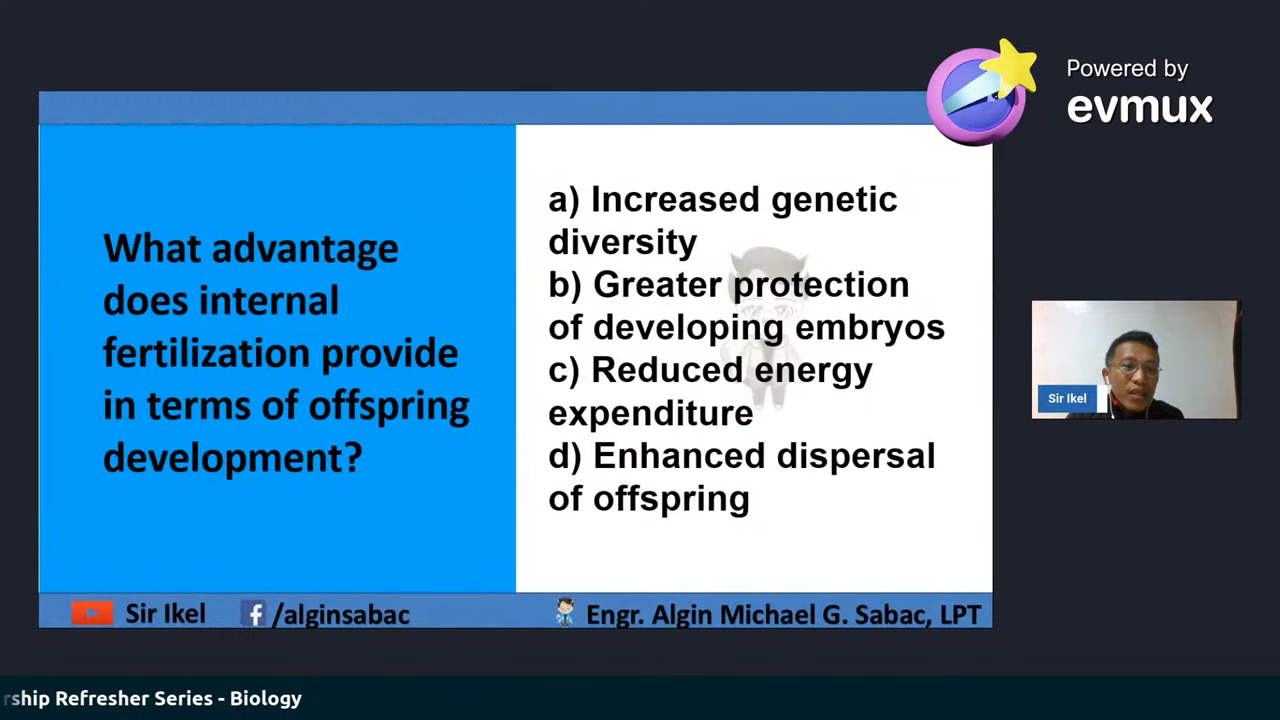 Powered by
evmux
What advantage
does internal
fertilization provide
in terms of offspring
development?
a) Increased genetic
diversity
b) Greater protection
of developing embryos
c) Reduced energy
expenditure
d) Enhanced dispersal
of offspring
Sir Ikel
Sir Ikel
/alginsabac
Engr. Algin Michael G. Sabac, LPT
rship Refresher Series - Biology